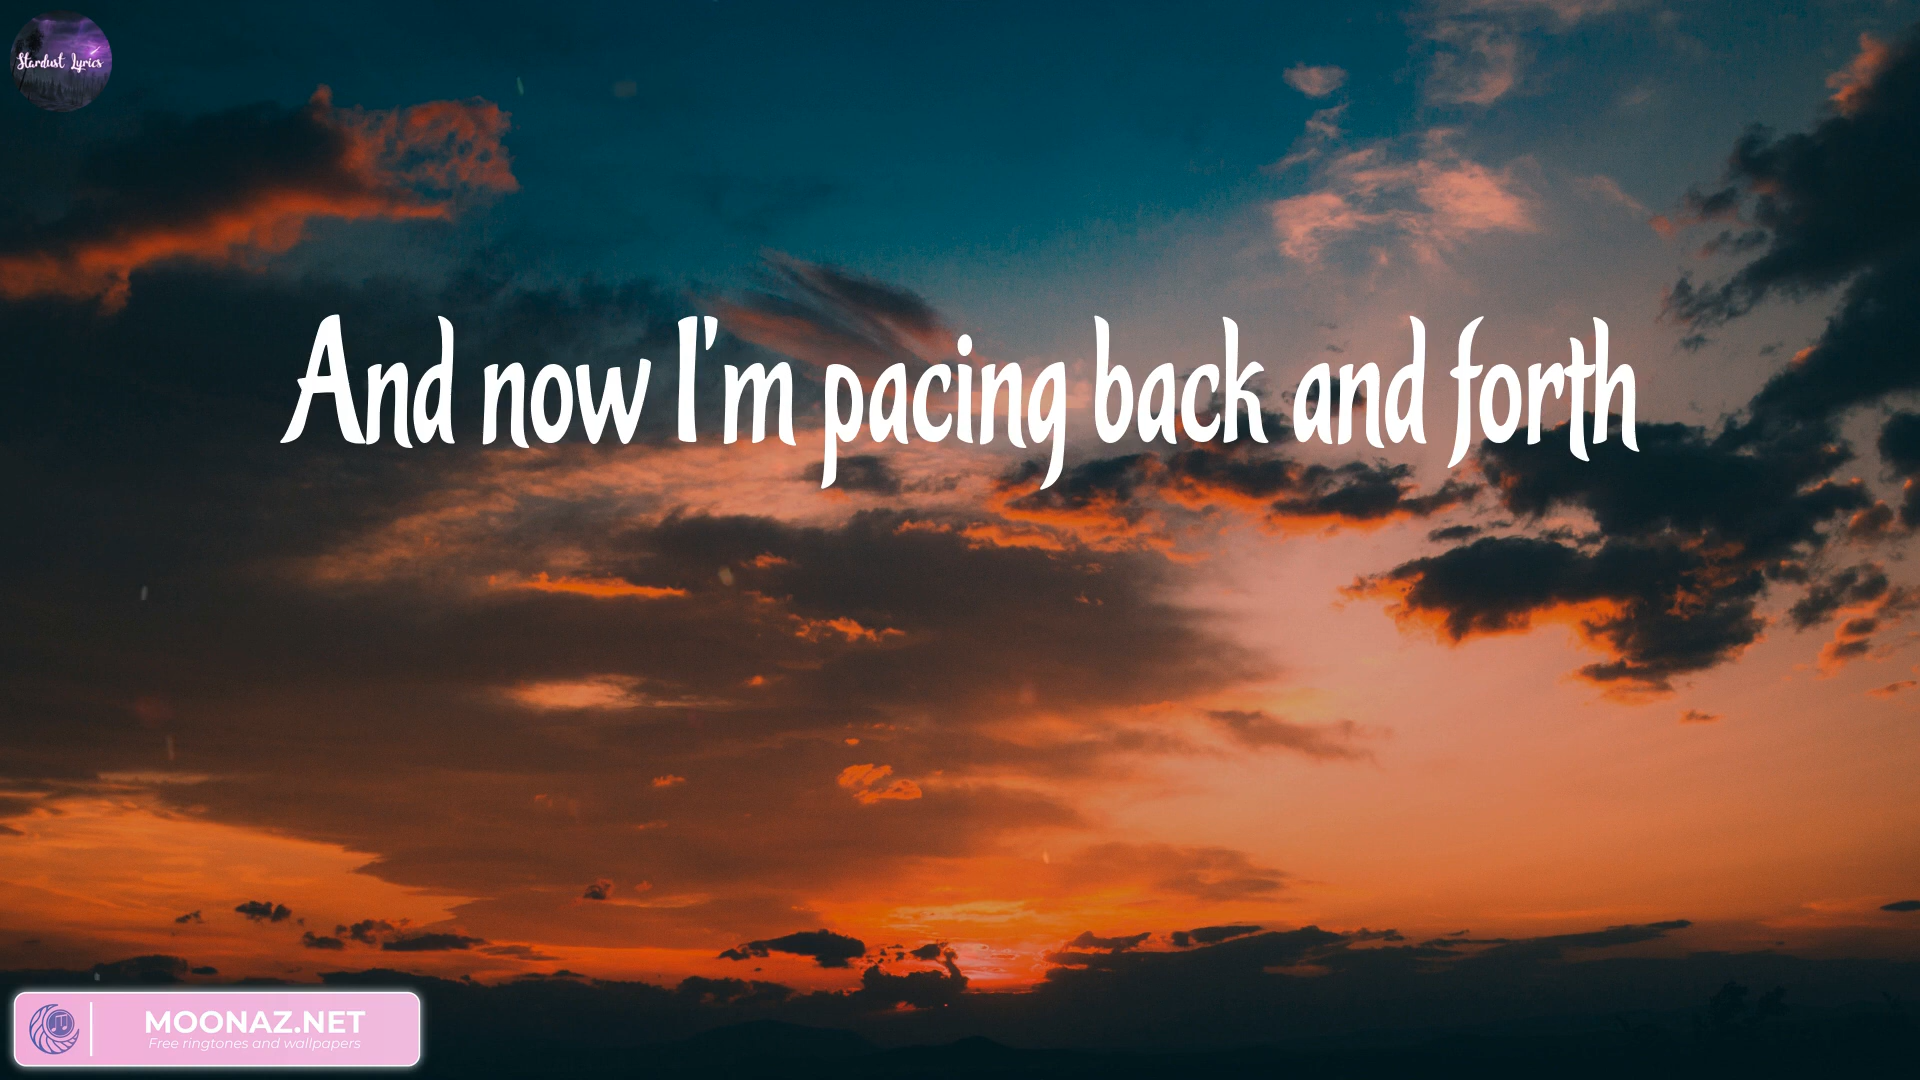 Stardust Lyrics
And now I'm pacing back and forth
MOONAZ.NET
Free ringtones and wallpapers